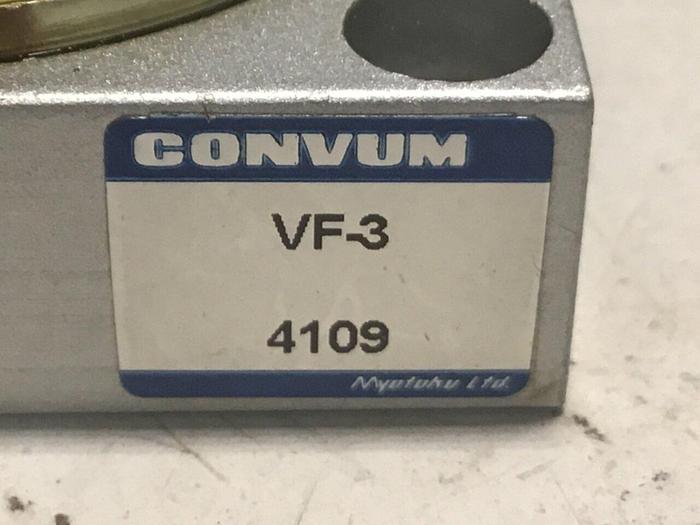 CONVUM
VF-3
4109
Myotoku Ltd.